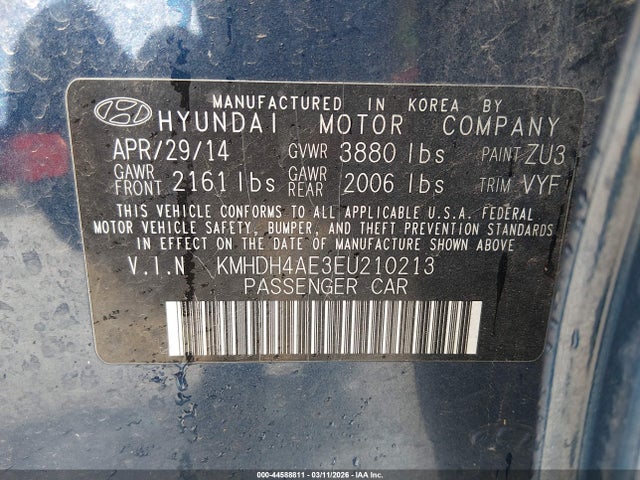 MANUFACTURED IN KOREA BY
HYUNDAI MOTOR COMPANY
APR/29/14 GVWR 3880 lbs PAINT ZU3
GAWR FRONT 2161 lbs GAWR REAR 2006 lbs TRIM VYF
THIS VEHICLE CONFORMS TO ALL APPLICABLE U.S.A. FEDERAL
MOTOR VEHICLE SAFETY, BUMPER, AND THEFT PREVENTION STANDARDS
IN EFFECT ON THE DATE OF MANUFACTURE SHOWN ABOVE
V.I.N KMHDH4AE3EU210213
PASSENGER CAR
000-44588811 | 03/11/2026 | IAA Inc.